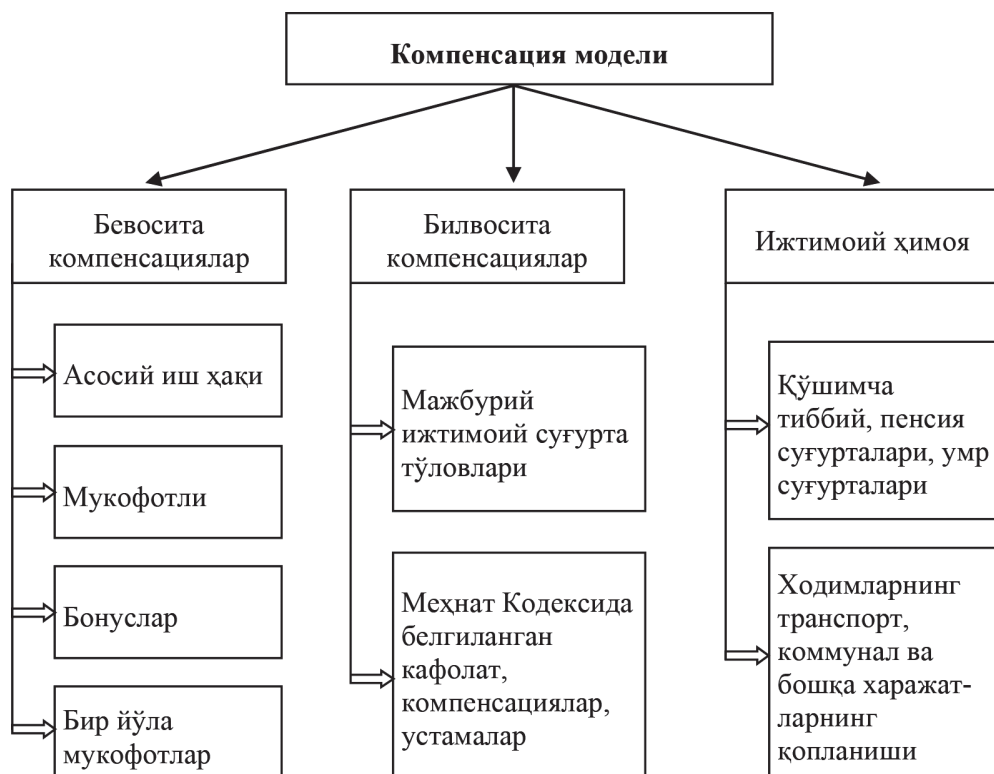 Компенсация модели
Бевосита
компенсациялар
Асосий иш ҳақи
Мукофотли
Бонуслар
Бир йўла
мукофотлар
Билвосита
компенсациялар
Мажбурий
ижтимоий суғурта
тўловлари
Меҳнат Кодексида
белгиланган
кафолат,
компенсациялар,
устамалар
Ижтимоий ҳимоя
Қўшимча
тиббий, пенсия
суғурталари, умр
суғурталари
Ходимларнинг
транспорт,
коммунал ва
бошқа харажат-
ларнинг
қопланиши